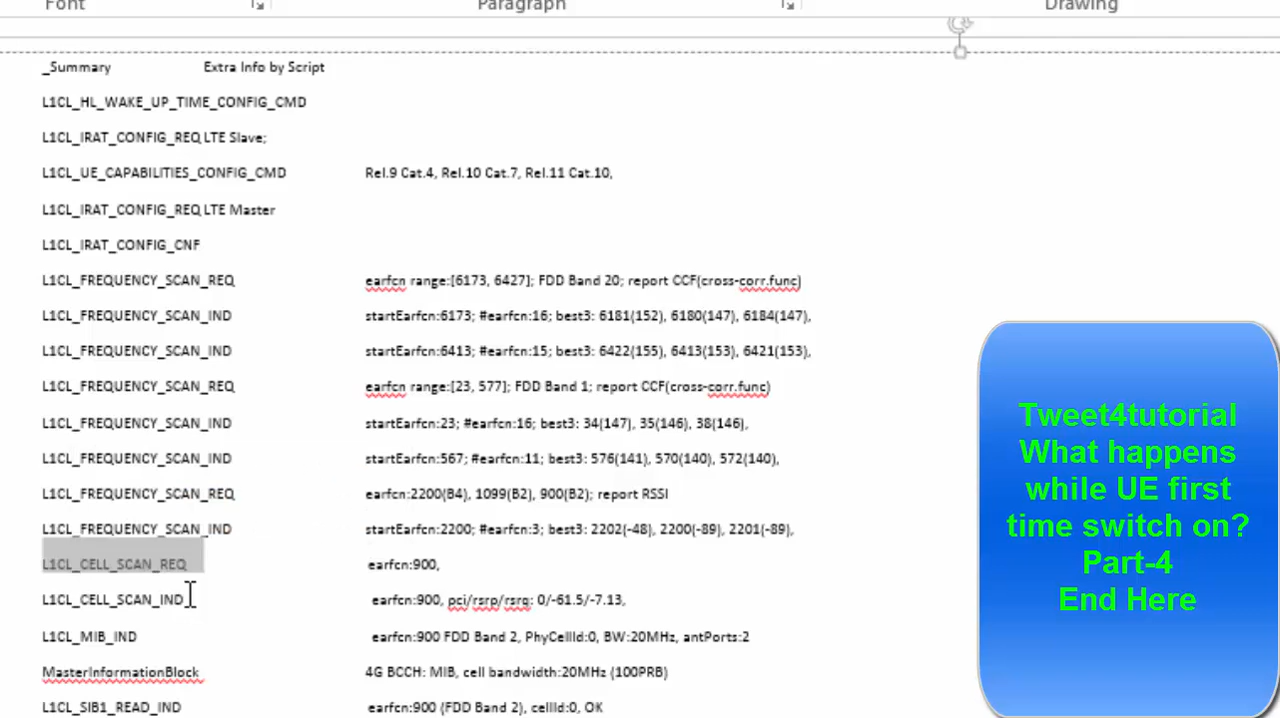 Font
Paragraph
Drawing
_Summary Extra Info by Script
L1CL_HL_WAKE_UP_TIME_CONFIG_CMD
L1CL_IRAT_CONFIG_REQ LTE Slave;
L1CL_UE_CAPABILITIES_CONFIG_CMD Rel.9 Cat.4, Rel.10 Cat.7, Rel.11 Cat.10,
L1CL_IRAT_CONFIG_REQ LTE Master
L1CL_IRAT_CONFIG_CNF
L1CL_FREQUENCY_SCAN_REQ earfcn range:[6173, 6427]; FDD Band 20; report CCF(cross-corr.func)
L1CL_FREQUENCY_SCAN_IND startEarfcn:6173; #earfcn:16; best3: 6181(152), 6180(147), 6184(147),
L1CL_FREQUENCY_SCAN_IND startEarfcn:6413; #earfcn:15; best3: 6422(155), 6413(153), 6421(153),
L1CL_FREQUENCY_SCAN_REQ earfcn range:[23, 577]; FDD Band 1; report CCF(cross-corr.func)
L1CL_FREQUENCY_SCAN_IND startEarfcn:23; #earfcn:16; best3: 34(147), 35(146), 38(146),
L1CL_FREQUENCY_SCAN_IND startEarfcn:567; #earfcn:11; best3: 576(141), 570(140), 572(140),
L1CL_FREQUENCY_SCAN_REQ earfcn:2200(B4), 1099(B2), 900(B2); report RSSI
L1CL_FREQUENCY_SCAN_IND startEarfcn:2200; #earfcn:3; best3: 2202(-48), 2200(-89), 2201(-89),
L1CL_CELL_SCAN_REQ earfcn:900,
L1CL_CELL_SCAN_IND earfcn:900, pci/rsrp/rsrq: 0/-61.5/-7.13,
L1CL_MIB_IND earfcn:900 FDD Band 2, PhyCellId:0, BW:20MHz, antPorts:2
MasterInformationBlock 4G BCCH: MIB, cell bandwidth:20MHz (100PRB)
L1CL_SIB1_READ_IND earfcn:900 (FDD Band 2), cellId:0, OK
Tweet4tutorial
What happens
while UE first
time switch on?
Part-4
End Here